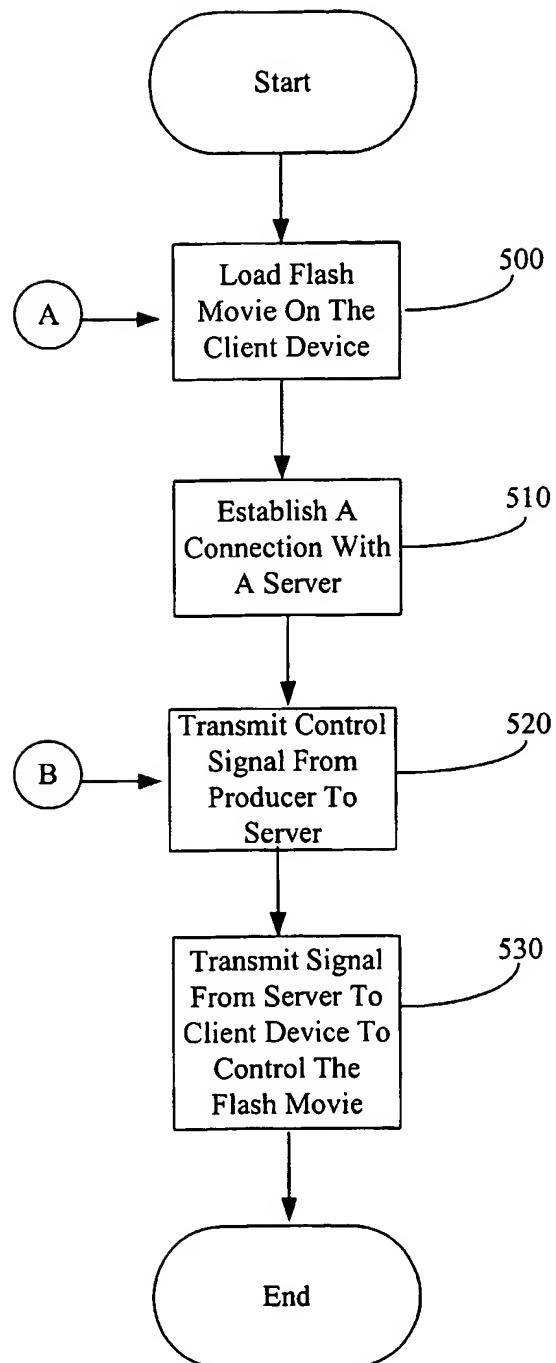 Start
500
Load Flash
Movie On The
Client Device
A
510
Establish A
Connection With
A Server
520
Transmit Control
Signal From
Producer To
Server
B
530
Transmit Signal
From Server To
Client Device To
Control The
Flash Movie
End